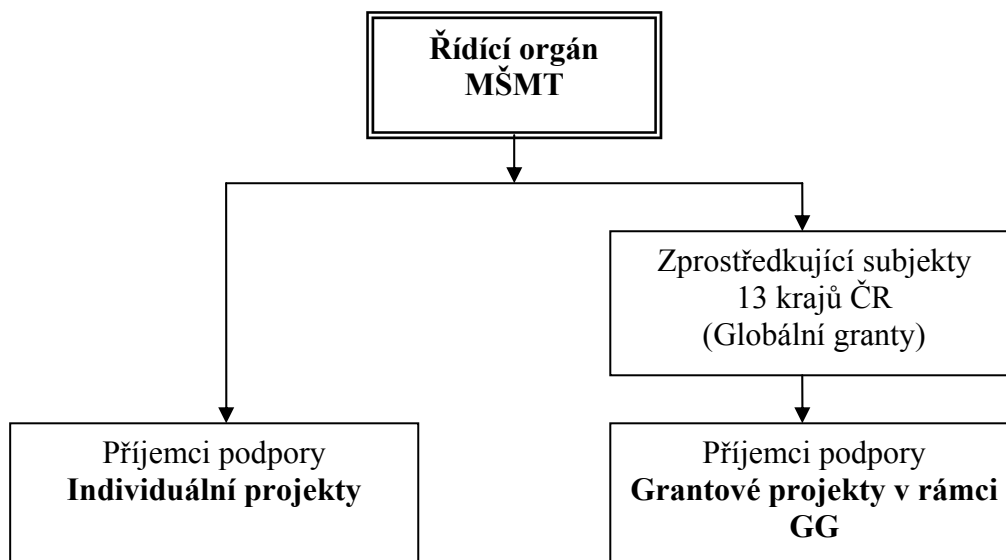 Řídící orgán
MŠMT
Zprostředkující subjekty
13 krajů ČR
(Globální granty)
Příjemci podpory
Individuální projekty
Příjemci podpory
Grantové projekty v rámci
GG